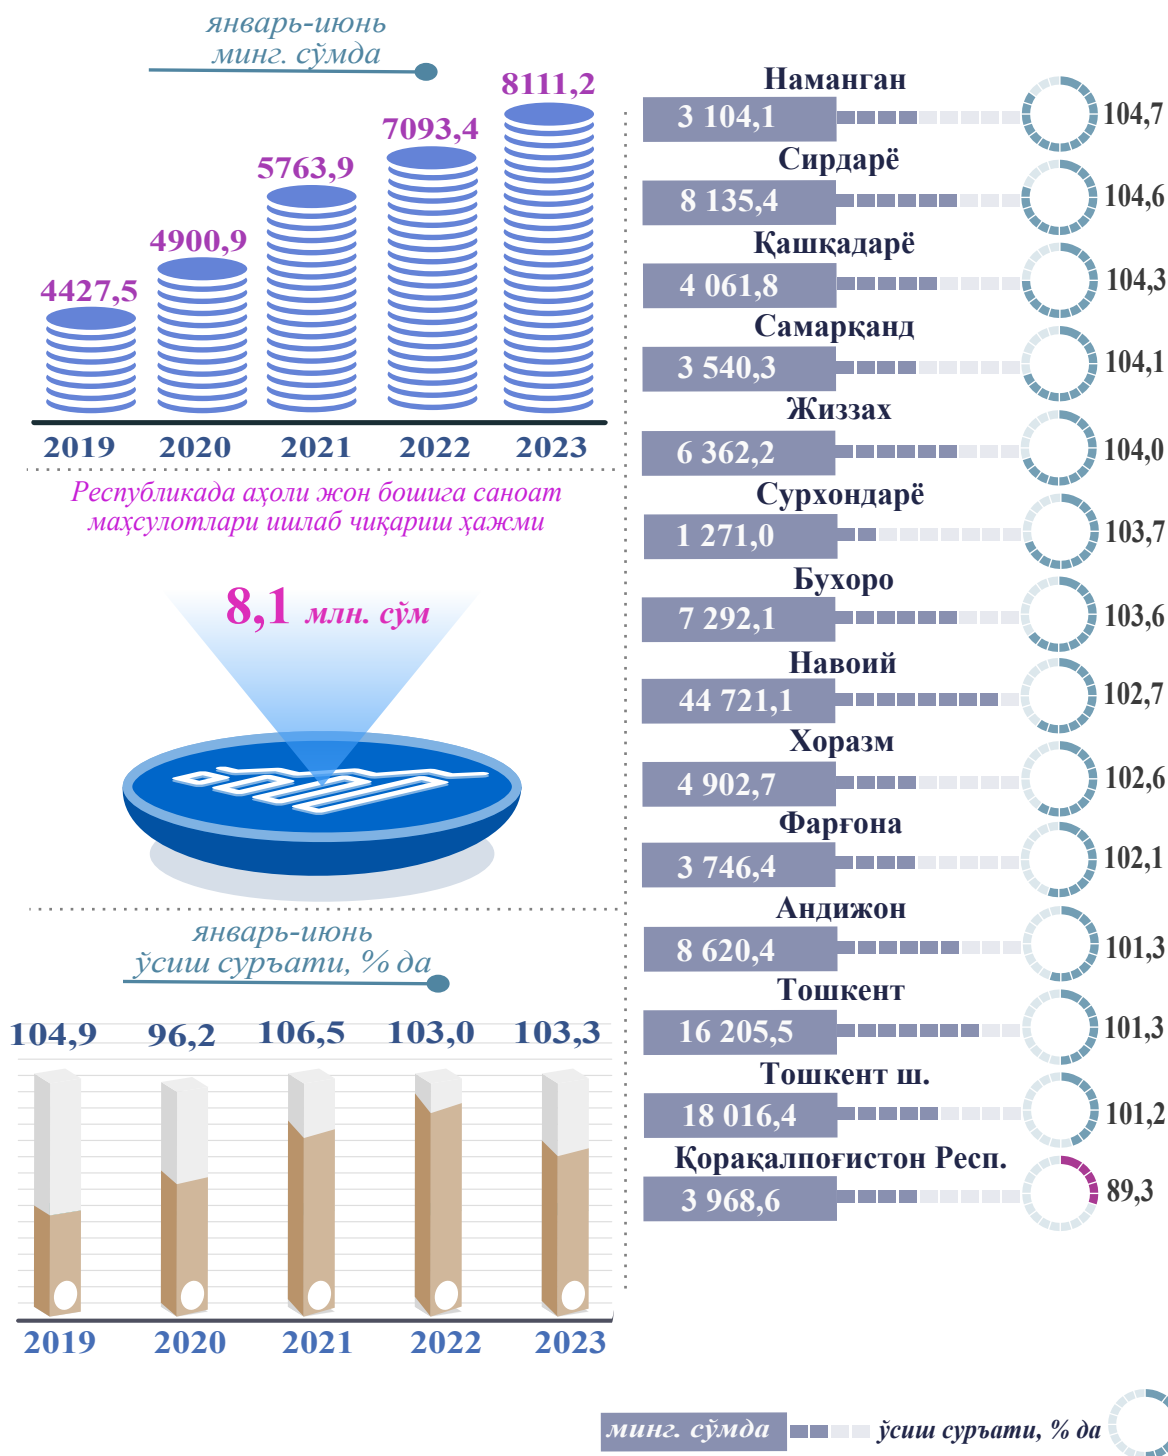 январь-июнь
минг. сўмда
4427,5
4900,9
5763,9
7093,4
8111,2
2019
2020
2021
2022
2023
Республикада аҳоли жон бошига саноат
маҳсулотлари ишлаб чиқариш ҳажми
8,1 млн. сўм
январь-июнь
ўсиш суръати, % да
104,9
96,2
106,5
103,0
103,3
2019
2020
2021
2022
2023
Наманган
3 104,1
104,7
Сирдарё
8 135,4
104,6
Қашқадарё
4 061,8
104,3
Самарқанд
3 540,3
104,1
Жиззах
6 362,2
104,0
Сурхондарё
1 271,0
103,7
Бухоро
7 292,1
103,6
Навоий
44 721,1
102,7
Хоразм
4 902,7
102,6
Фарғона
3 746,4
102,1
Андижон
8 620,4
101,3
Тошкент
16 205,5
101,3
Тошкент ш.
18 016,4
101,2
Қорақалпоғистон Респ.
3 968,6
89,3
минг. сўмда
ўсиш суръати, % да